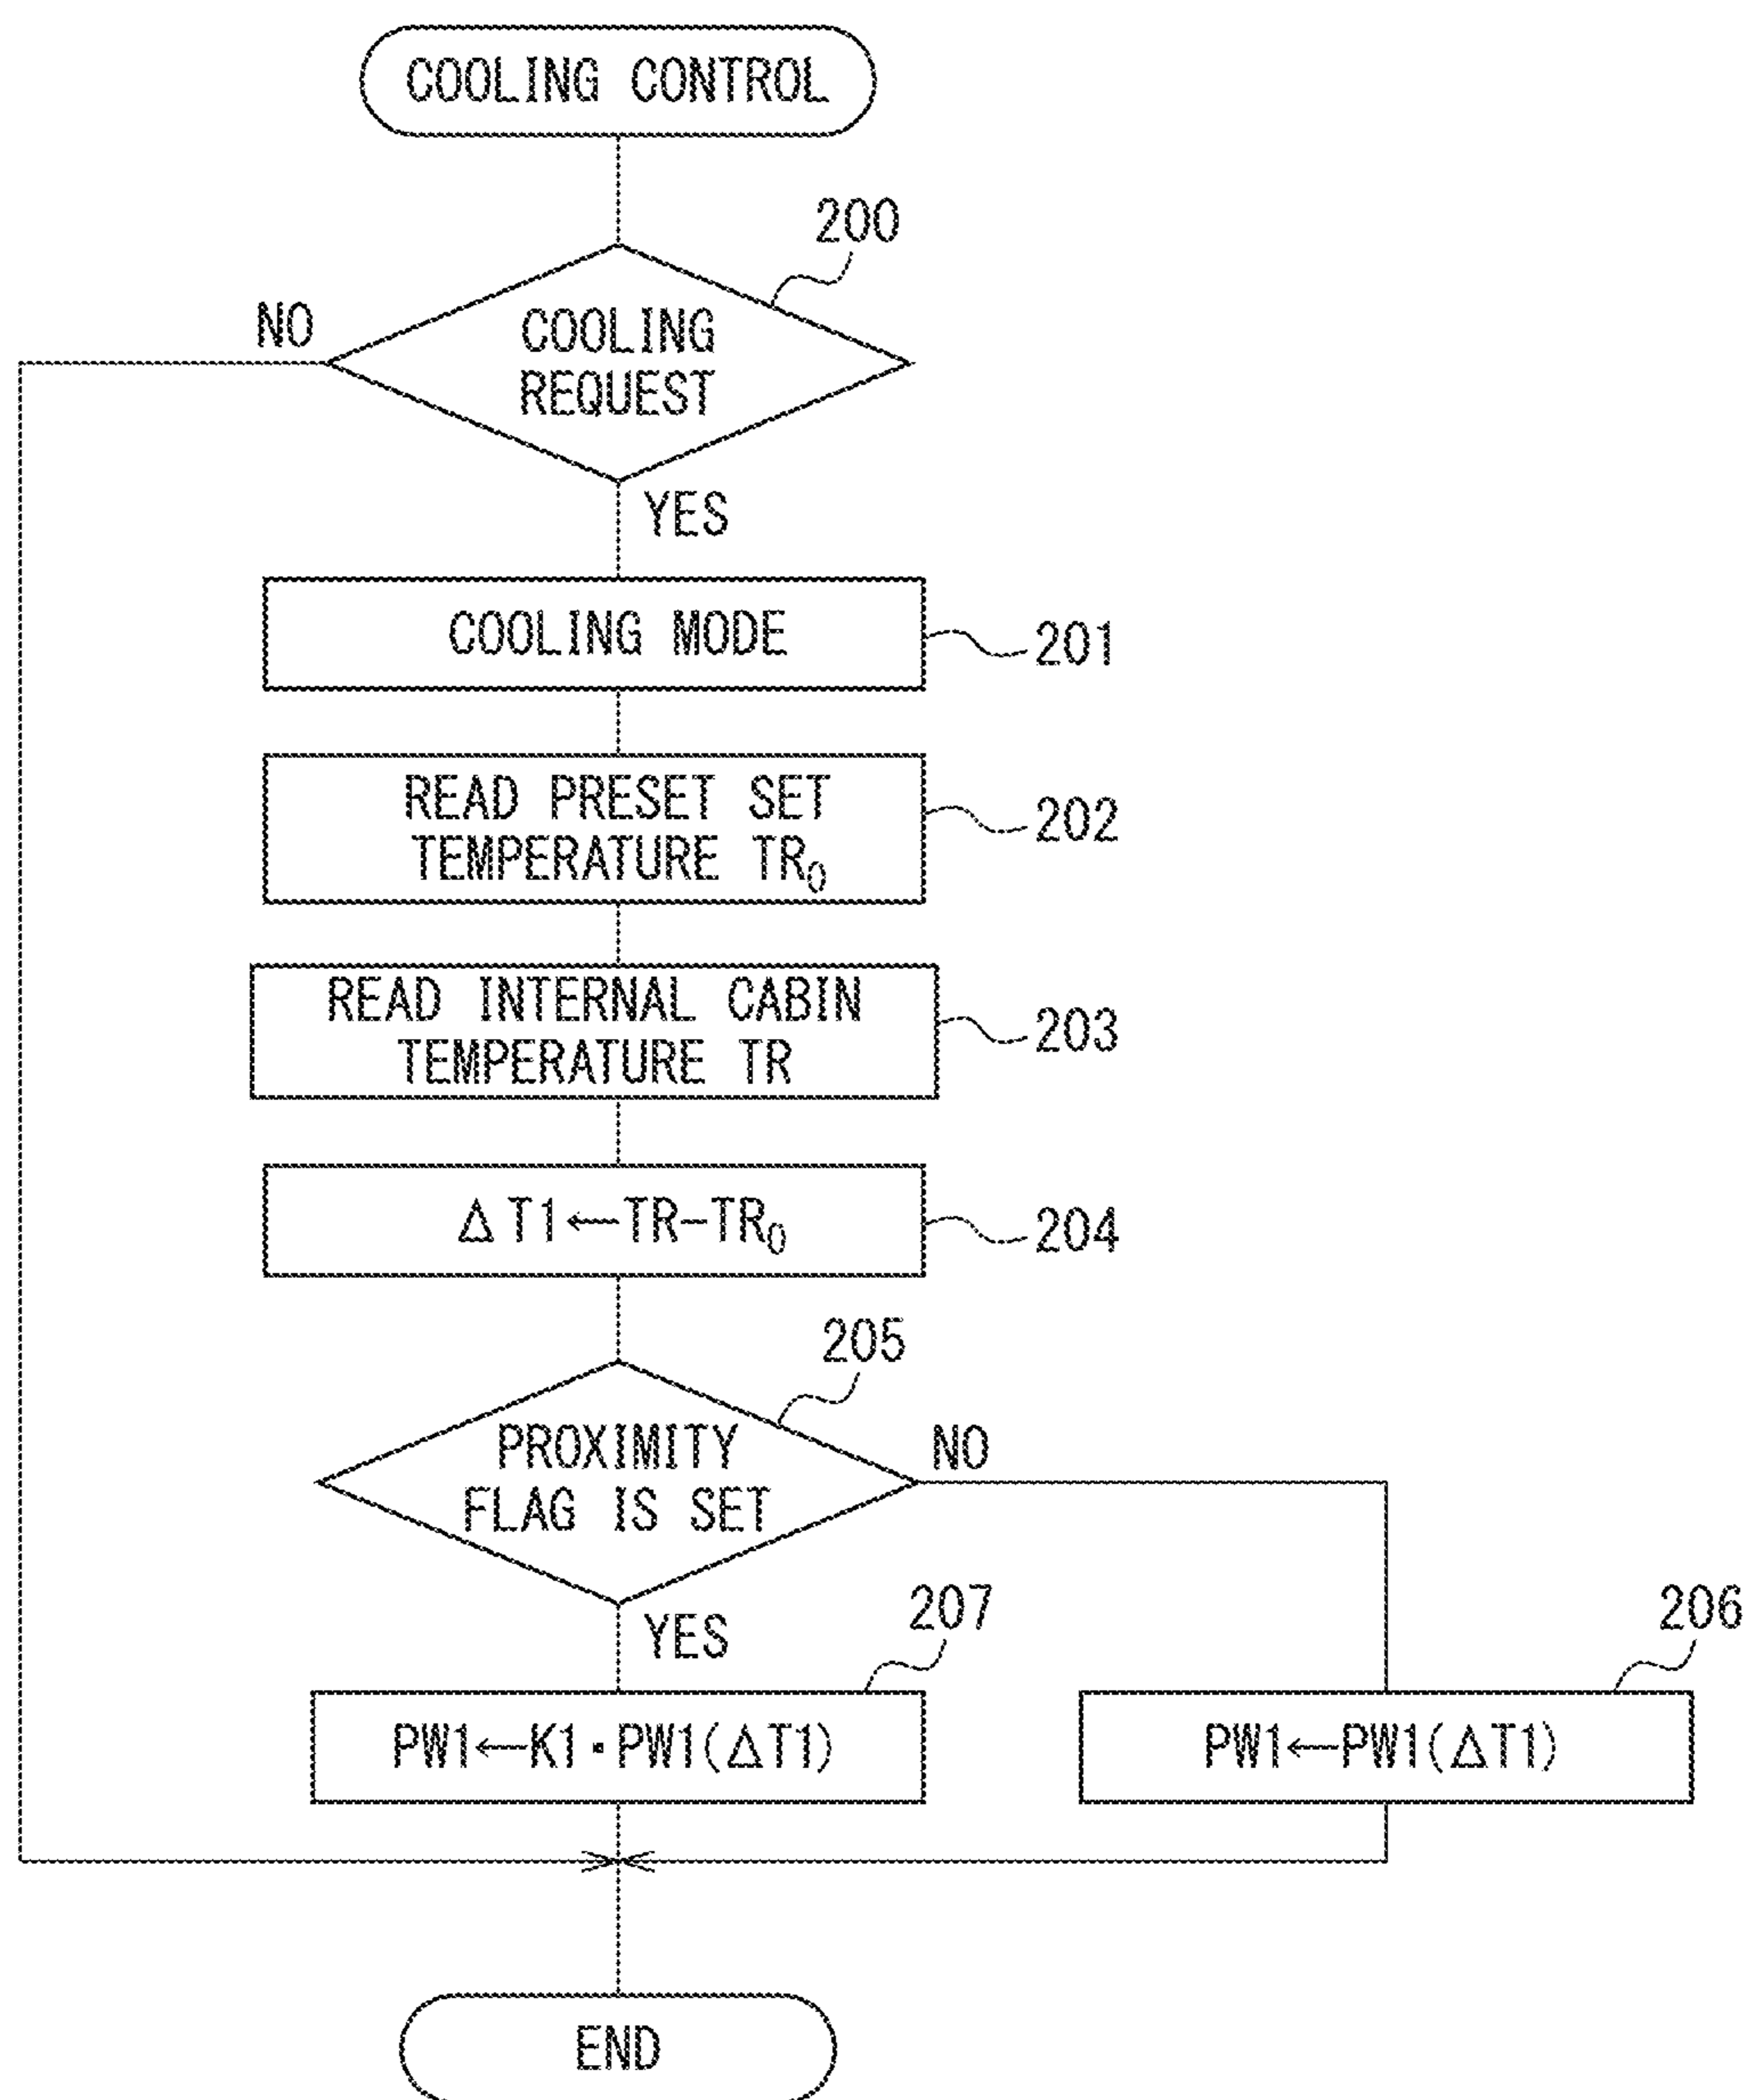 COOLING CONTROL
200
NO
COOLING
REQUEST
YES
COOLING MODE
201
READ PRESET SET
TEMPERATURE TR₀
202
READ INTERNAL CABIN
TEMPERATURE TR
203
ΔT1←TR-TR₀
204
205
PROXIMITY
FLAG IS SET
NO
YES
207
206
PW1←K1・PW1(ΔT1)
PW1←PW1(ΔT1)
END